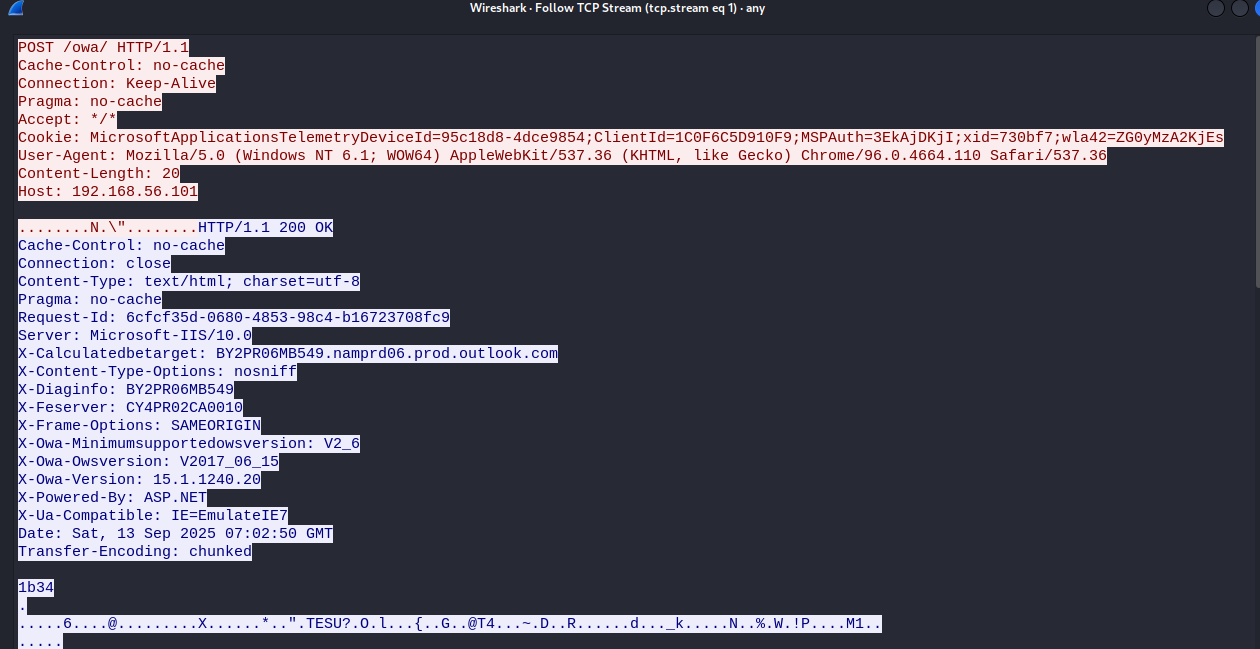 Wireshark · Follow TCP Stream (tcp.stream eq 1) · any
POST /owa/ HTTP/1.1
Cache-Control: no-cache
Connection: Keep-Alive
Pragma: no-cache
Accept: */*
Cookie: MicrosoftApplicationsTelemetryDeviceId=95c18d8-4dce9854;ClientId=1C0F6C5D910F9;MSPAuth=3EkAjDKjI;xid=730bf7;wla42=ZG0yMzA2KjEs
User-Agent: Mozilla/5.0 (Windows NT 6.1; WOW64) AppleWebKit/537.36 (KHTML, like Gecko) Chrome/96.0.4664.110 Safari/537.36
Content-Length: 20
Host: 192.168.56.101
........N.\"........HTTP/1.1 200 OK
Cache-Control: no-cache
Connection: close
Content-Type: text/html; charset=utf-8
Pragma: no-cache
Request-Id: 6cfcf35d-0680-4853-98c4-b16723708fc9
Server: Microsoft-IIS/10.0
X-Calculatedbetarget: BY2PR06MB549.namprd06.prod.outlook.com
X-Content-Type-Options: nosniff
X-Diaginfo: BY2PR06MB549
X-Feserver: CY4PR02CA0010
X-Frame-Options: SAMEORIGIN
X-Owa-Minimumsupportedowsversion: V2_6
X-Owa-Owsversion: V2017_06_15
X-Owa-Version: 15.1.1240.20
X-Powered-By: ASP.NET
X-Ua-Compatible: IE=EmulateIE7
Date: Sat, 13 Sep 2025 07:02:50 GMT
Transfer-Encoding: chunked
1b34
.
.....6....@.........X......*..".TESU?.O.l...{..G..@T4...~.D..R......d..._k.....N..%.W.!P....M1..
.....